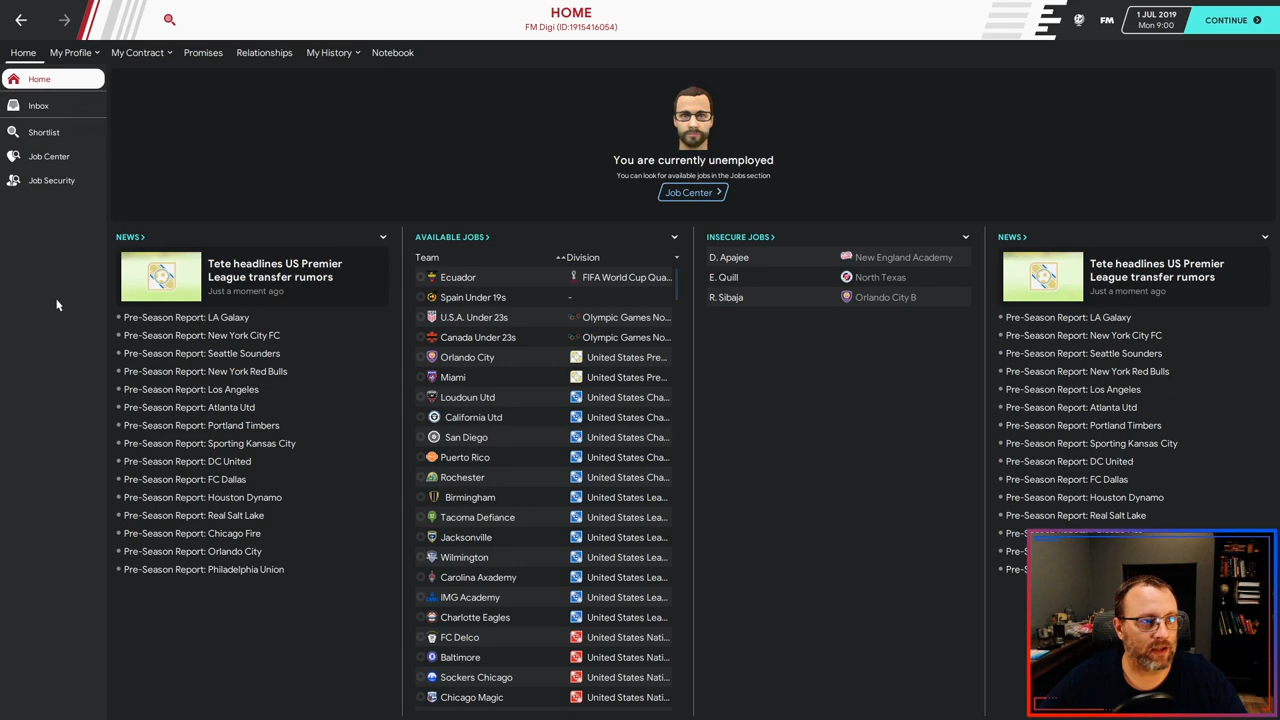 HOME
FM Digi (ID:1915416054)
FM
1 JUL 2019
Mon 9:00
CONTINUE
Home
My Profile
My Contract
Promises
Relationships
My History
Notebook
Home
Inbox
Shortlist
Job Center
Job Security
You are currently unemployed
You can look for available jobs in the Jobs section
Job Center
NEWS
Tete headlines US Premier
League transfer rumors
Just a moment ago
Pre-Season Report: LA Galaxy
Pre-Season Report: New York City FC
Pre-Season Report: Seattle Sounders
Pre-Season Report: New York Red Bulls
Pre-Season Report: Los Angeles
Pre-Season Report: Atlanta Utd
Pre-Season Report: Portland Timbers
Pre-Season Report: Sporting Kansas City
Pre-Season Report: DC United
Pre-Season Report: FC Dallas
Pre-Season Report: Houston Dynamo
Pre-Season Report: Real Salt Lake
Pre-Season Report: Chicago Fire
Pre-Season Report: Orlando City
Pre-Season Report: Philadelphia Union
AVAILABLE JOBS
Team Division
Ecuador FIFA World Cup Qua...
Spain Under 19s -
U.S.A. Under 23s Olympic Games No...
Canada Under 23s Olympic Games No...
Orlando City United States Pre...
Miami United States Pre...
Loudoun Utd United States Cha...
California Utd United States Cha...
San Diego United States Cha...
Puerto Rico United States Cha...
Rochester United States Cha...
Birmingham United States Lea...
Tacoma Defiance United States Lea...
Jacksonville United States Lea...
Wilmington United States Lea...
Carolina Axademy United States Lea...
IMG Academy United States Lea...
Charlotte Eagles United States Lea...
FC Delco United States Nati...
Baltimore United States Nati...
Sockers Chicago United States Nati...
Chicago Magic United States Nati...
INSECURE JOBS
D. Apajee New England Academy
E. Quill North Texas
R. Sibaja Orlando City B
NEWS
Tete headlines US Premier
League transfer rumors
Just a moment ago
Pre-Season Report: LA Galaxy
Pre-Season Report: New York City FC
Pre-Season Report: Seattle Sounders
Pre-Season Report: New York Red Bulls
Pre-Season Report: Los Angeles
Pre-Season Report: Atlanta Utd
Pre-Season Report: Portland Timbers
Pre-Season Report: Sporting Kansas City
Pre-Season Report: DC United
Pre-Season Report: FC Dallas
Pre-Season Report: Houston Dynamo
Pre-Season Report: Real Salt Lake